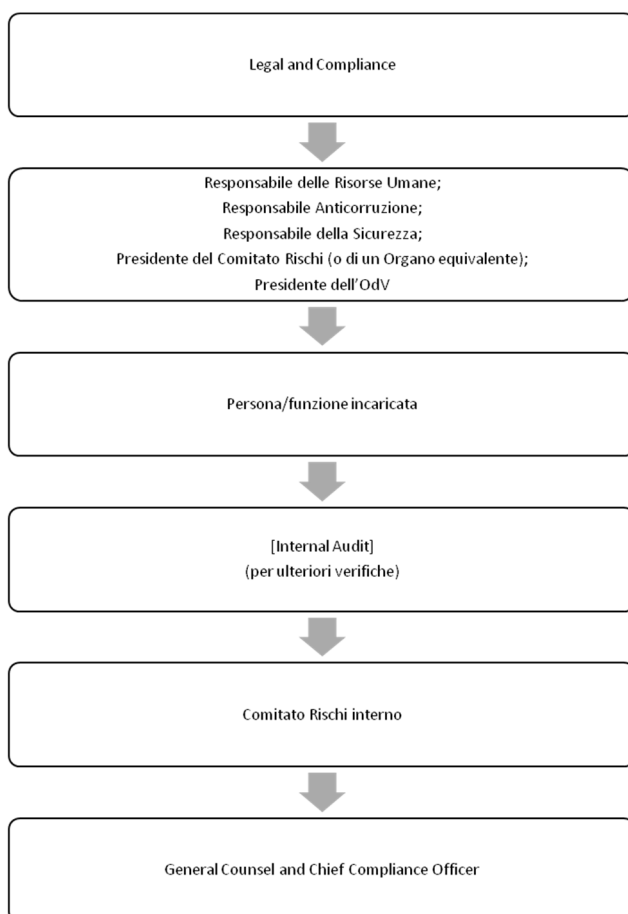 Legal and Compliance
Responsabile delle Risorse Umane;
Responsabile Anticorruzione;
Responsabile della Sicurezza;
Presidente del Comitato Rischi (o di un Organo equivalente);
Presidente dell'OdV
Persona/funzione incaricata
[Internal Audit]
(per ulteriori verifiche)
Comitato Rischi interno
General Counsel and Chief Compliance Officer